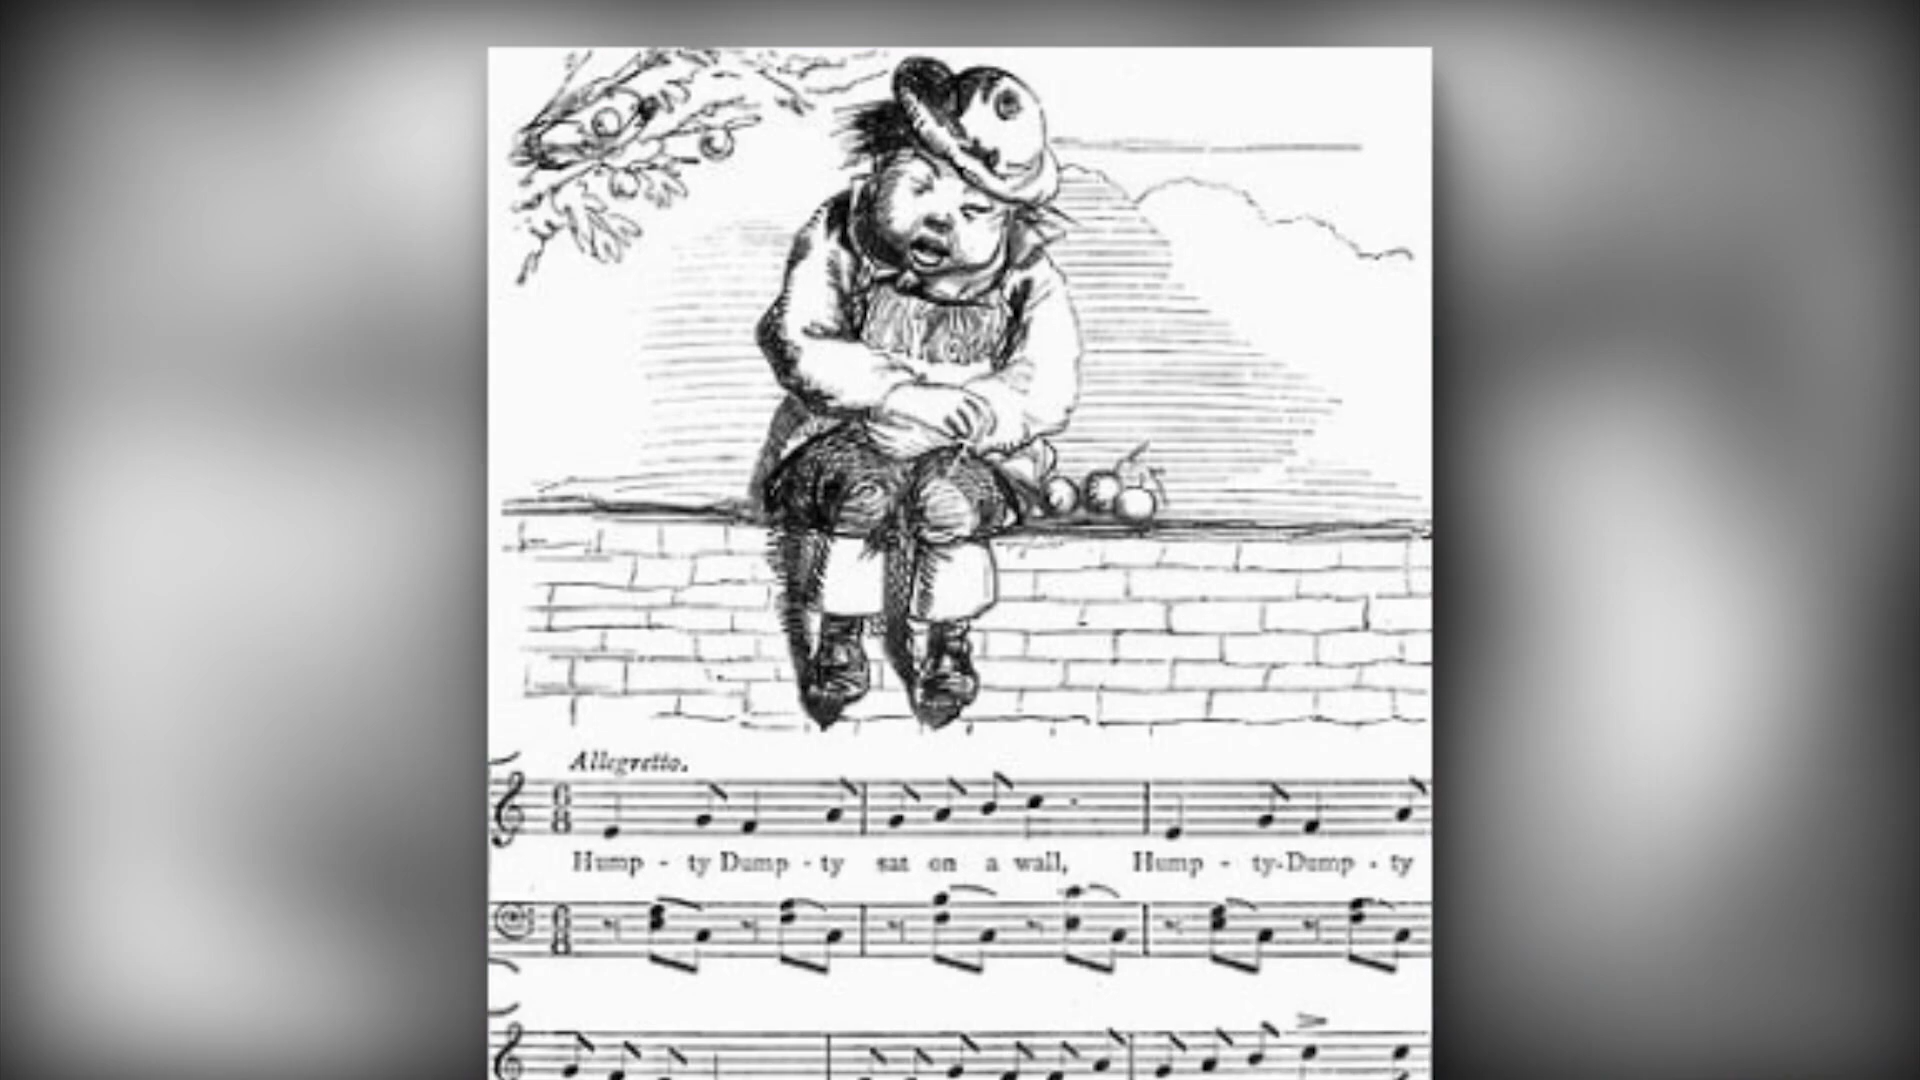 Allegretto.
Hump - ty Dump - ty sat on a wall, Hump - ty-Dump - ty